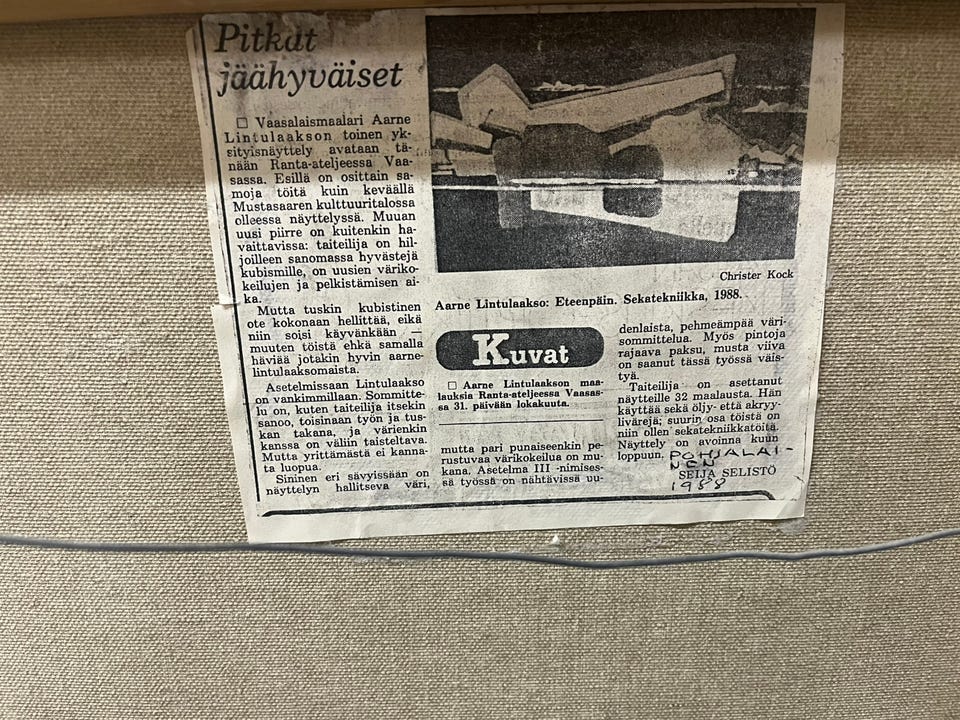 Pitkät
jäähyväiset
□ Vaasalaismaalari Aarne
Lintulaakson toinen yk-
sityisnäyttely avataan tä-
nään Ranta-ateljeessa Vaa-
sassa. Esillä on osittain sa-
moja töitä kuin keväällä
Mustasaaren kulttuuritalossa
olleessa näyttelyssä. Muuan
uusi piirre on kuitenkin ha-
vaittavissa: taiteilija on hil-
joilleen sanomassa hyvästejä
kubismille, on uusien väriko-
keilujen ja pelkistämisen ai-
ka.
Mutta tuskin kubistinen
ote kokonaan hellittää, eikä
niin soisi käyvänkään —
muuten töistä ehkä samalla
häviää jotakin hyvin aarne-
lintulaaksomaista.
Asetelmissaan Lintulaakso
on vankimmillaan. Sommitte-
lu on, kuten taiteilija itsekin
sanoo, toisinaan työn ja tus-
kan takana, ja värienkin
kanssa on väliin taisteltava.
Mutta yrittämästä ei kanna-
ta luopua.
Sininen eri sävyissään on
näyttelyn hallitseva väri,
Christer Kock
Aarne Lintulaakso: Eteenpäin. Sekatekniikka, 1988.
Kuvat
□ Aarne Lintulaakson maa-
lauksia Ranta-ateljeessa Vaasas-
sa 31. päivään lokakuuta.
mutta pari punaiseenkin pe-
rustuvaa värikokeilua on mu-
kana. Asetelma III -nimises-
sä työssä on nähtävissä uu-
denlaista, pehmeämpää väri-
sommittelua. Myös pintoja
rajaava paksu, musta viiva
on saanut tässä työssä väis-
tyä.
Taiteilija on asettanut
näytteille 32 maalausta. Hän
käyttää sekä öljy- että akryy-
livärejä; suurin osa töistä on
niin ollen sekatekniikkatöitä.
Näyttely on avoinna kuun
loppuun.
POHJALAI-
NEN
SEIJA SELISTÖ
1988